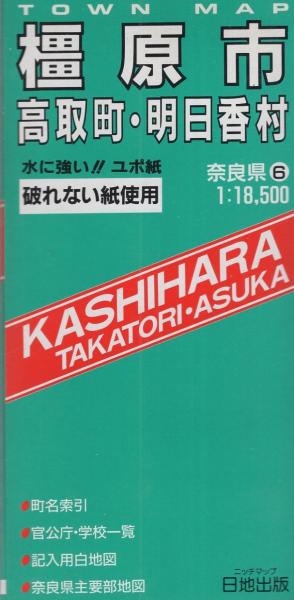 TOWN MAP
橿原市
高取町・明日香村
水に強い!! ユポ紙
破れない紙使用
奈良県❻
1:18,500
KASHIHARA
TAKATORI・ASUKA
●町名索引
●官公庁・学校一覧
●記入用白地図
●奈良県主要部地図
ニッチマップ
日地出版